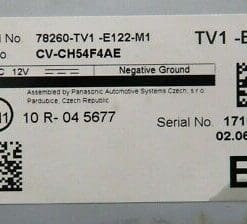 l No. 78260-TV1 -E122-M1 TV1 -E
o CV-CH54F4AE
C 12V Negative Ground
Assembled by Panasonic Automotive Systems Czech, s.r.o
Pardubice, Czech Republic
10 R- 04 5677
Serial No. 171
02.06
E